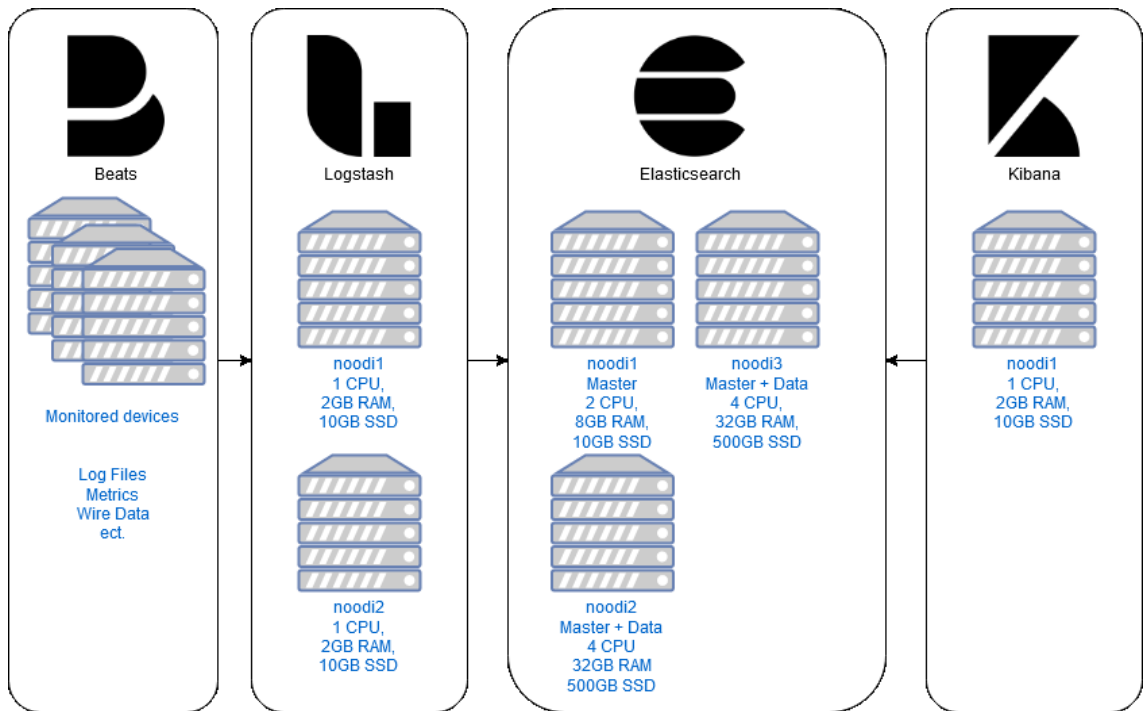 Beats
Monitored devices
Log Files
Metrics
Wire Data
ect.
Logstash
noodi1
1 CPU,
2GB RAM,
10GB SSD
noodi2
1 CPU,
2GB RAM,
10GB SSD
Elasticsearch
noodi1
Master
2 CPU,
8GB RAM,
10GB SSD
noodi3
Master + Data
4 CPU,
32GB RAM,
500GB SSD
noodi2
Master + Data
4 CPU
32GB RAM
500GB SSD
Kibana
noodi1
1 CPU,
2GB RAM,
10GB SSD